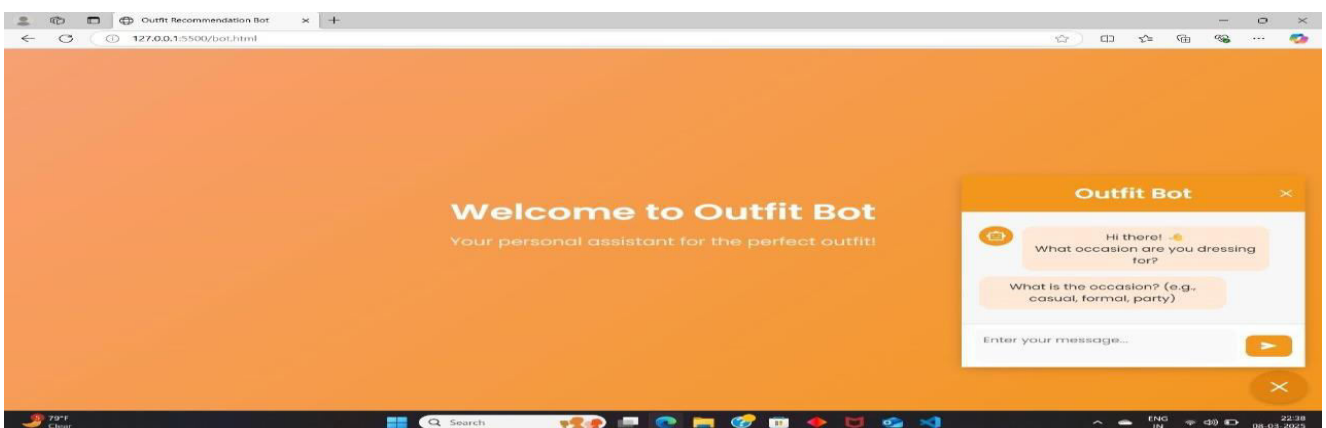 Outfit Recommendation Bot
127.0.0.1:5500/bot.html
Welcome to Outfit Bot
Your personal assistant for the perfect outfit!
Outfit Bot
Hi there! 👋
What occasion are you dressing
for?
What is the occasion? (e.g.,
casual, formal, party)
Enter your message...
79°F
Clear
Search
ENG
IN
22:38
08-03-2025